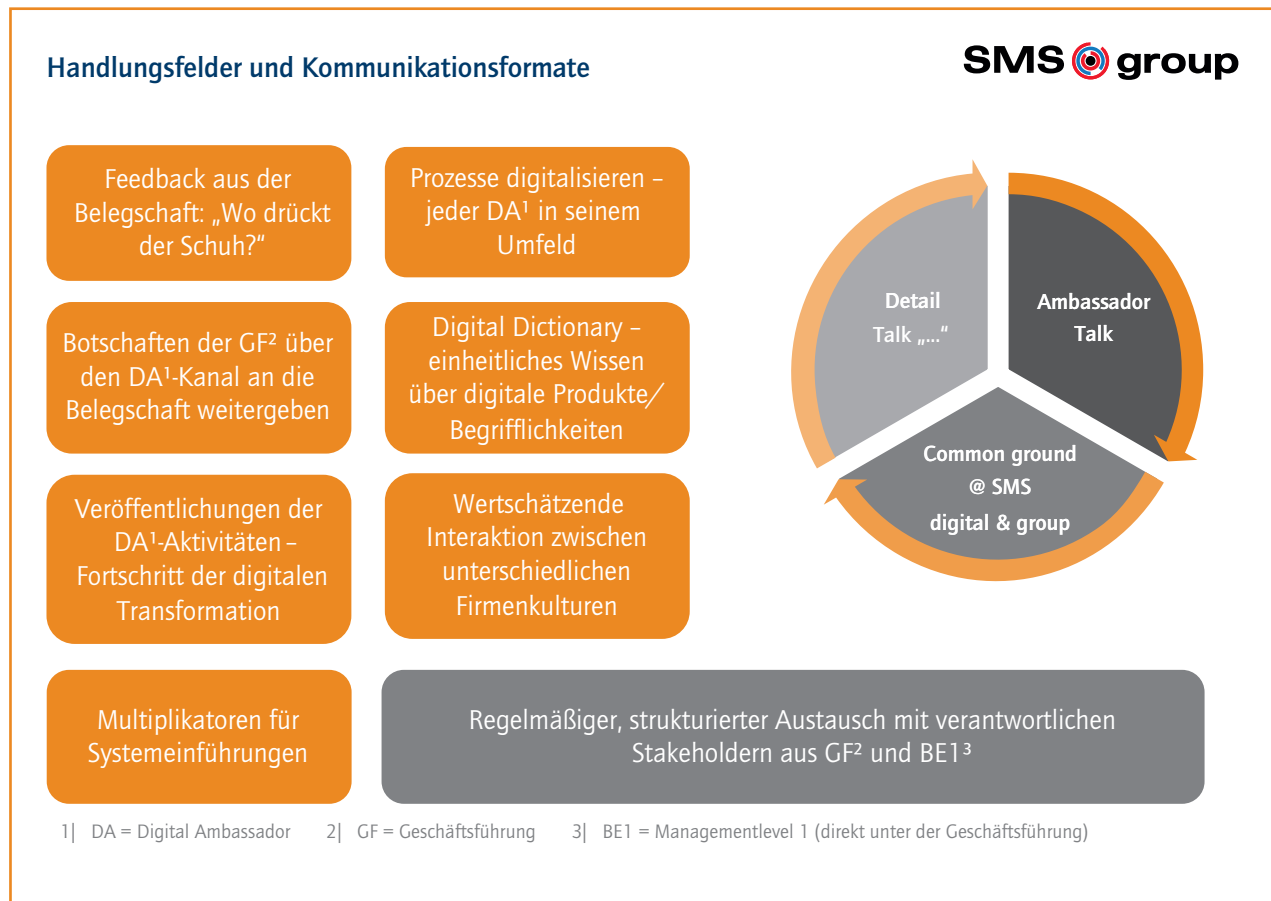 Handlungsfelder und Kommunikationsformate
SMS group
Feedback aus der
Belegschaft: „Wo drückt
der Schuh?“
Prozesse digitalisieren –
jeder DA¹ in seinem
Umfeld
Botschaften der GF² über
den DA¹-Kanal an die
Belegschaft weitergeben
Digital Dictionary –
einheitliches Wissen
über digitale Produkte/
Begrifflichkeiten
Veröffentlichungen der
DA¹-Aktivitäten –
Fortschritt der digitalen
Transformation
Wertschätzende
Interaktion zwischen
unterschiedlichen
Firmenkulturen
Multiplikatoren für
Systemeinführungen
Regelmäßiger, strukturierter Austausch mit verantwortlichen
Stakeholdern aus GF² und BE1³
Detail
Talk „...“
Ambassador
Talk
Common ground
@ SMS
digital & group
1| DA = Digital Ambassador 2| GF = Geschäftsführung 3| BE1 = Managementlevel 1 (direkt unter der Geschäftsführung)